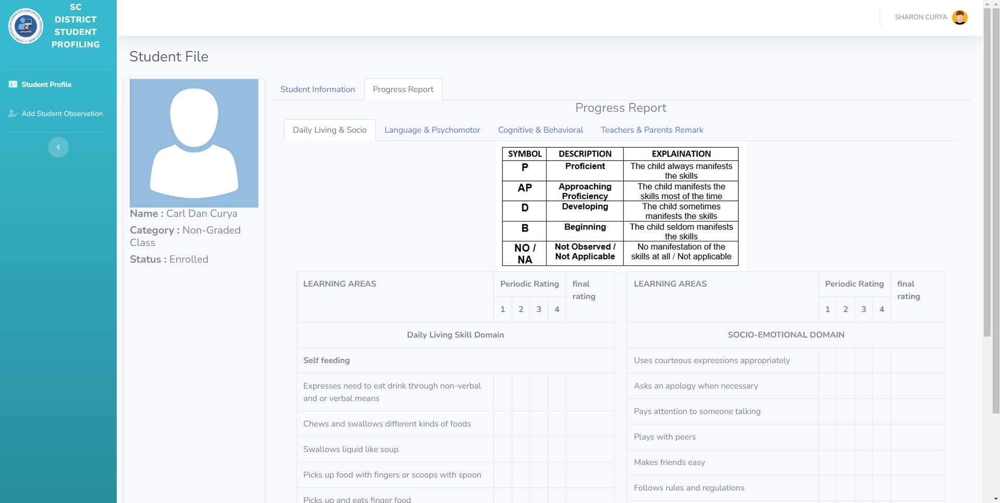 SC
DISTRICT
STUDENT
PROFILING
SPLWD
SHARON CURYA
Student Profile
Add Student Observation
Student File
Name : Carl Dan Curya
Category : Non-Graded
Class
Status : Enrolled
Student Information
Progress Report
Progress Report
Daily Living & Socio
Language & Psychomotor
Cognitive & Behavioral
Teachers & Parents Remark
SYMBOL DESCRIPTION EXPLAINATION
P Proficient The child always manifests
the skills
AP Approaching The child manifests the
Proficiency skills most of the time
D Developing The child sometimes
manifests the skills
B Beginning The child seldom manifests
the skills
NO / Not Observed / No manifestation of the
NA Not Applicable skills at all / Not applicable
LEARNING AREAS Periodic Rating final
rating
1 2 3 4
Daily Living Skill Domain
Self feeding
Expresses need to eat drink through non-verbal
and or verbal means
Chews and swallows different kinds of foods
Swallows liquid like soup
Picks up food with fingers or scoops with spoon
Picks up and eats finger food
LEARNING AREAS Periodic Rating final
rating
1 2 3 4
SOCIO-EMOTIONAL DOMAIN
Uses courteous expressions appropriately
Asks an apology when necessary
Pays attention to someone talking
Plays with peers
Makes friends easy
Follows rules and regulations